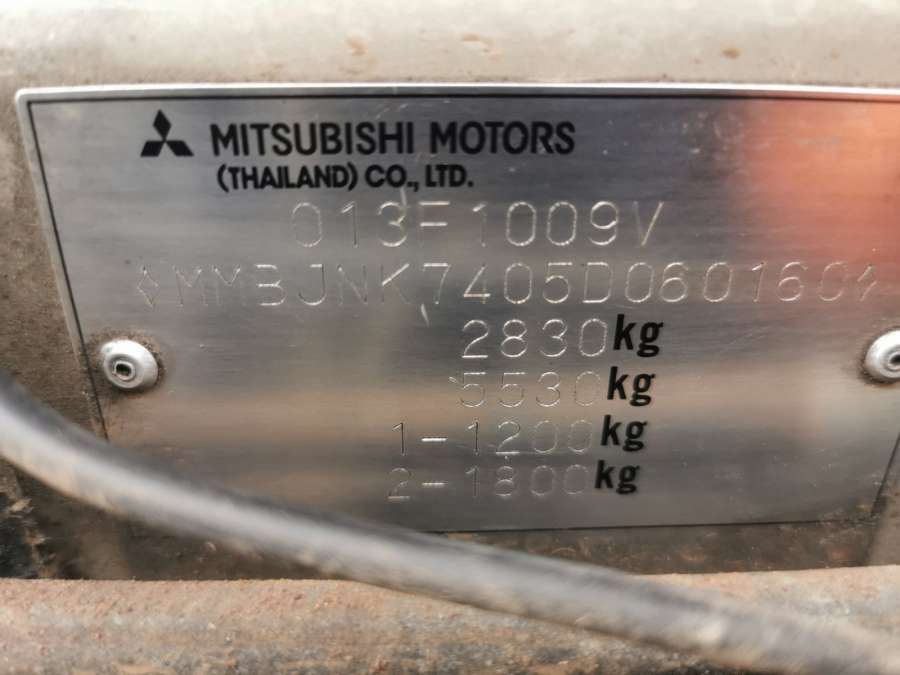 MITSUBISHI MOTORS
(THAILAND) CO., LTD.
013F1009V
◊MMBJNK7405D060160◊
2830kg
5530kg
1-1200kg
2-1800kg